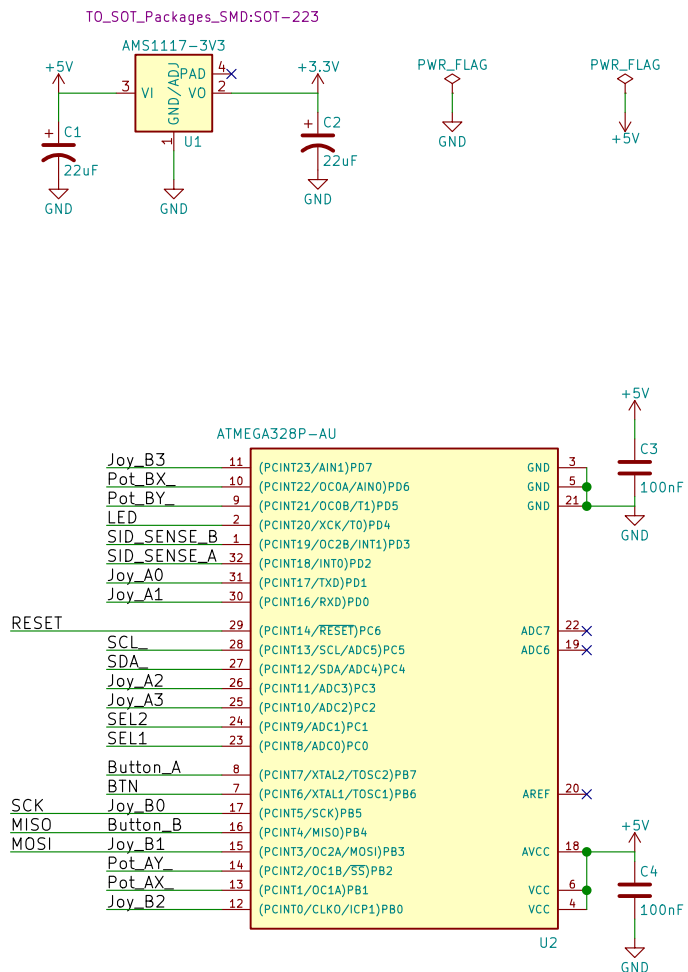 TO_SOT_Packages_SMD:SOT-223
AMS1117-3V3
+5V
4
PAD
GND/ADJ
+3.3V
3 VI
VO 2
1
U1
+ C1
22uF
+ C2
22uF
GND
GND
GND
PWR_FLAG
GND
PWR_FLAG
+5V
ATMEGA328P-AU
Joy_B3 11 (PCINT23/AIN1)PD7
Pot_BX_ 10 (PCINT22/OC0A/AIN0)PD6
Pot_BY_ 9 (PCINT21/OC0B/T1)PD5
LED 2 (PCINT20/XCK/T0)PD4
SID_SENSE_B 1 (PCINT19/OC2B/INT1)PD3
SID_SENSE_A 32 (PCINT18/INT0)PD2
Joy_A0 31 (PCINT17/TXD)PD1
Joy_A1 30 (PCINT16/RXD)PD0
RESET 29 (PCINT14/RESET)PC6
SCL_ 28 (PCINT13/SCL/ADC5)PC5
SDA_ 27 (PCINT12/SDA/ADC4)PC4
Joy_A2 26 (PCINT11/ADC3)PC3
Joy_A3 25 (PCINT10/ADC2)PC2
SEL2 24 (PCINT9/ADC1)PC1
SEL1 23 (PCINT8/ADC0)PC0
Button_A 8 (PCINT7/XTAL2/TOSC2)PB7
BTN 7 (PCINT6/XTAL1/TOSC1)PB6
SCK Joy_B0 17 (PCINT5/SCK)PB5
MISO Button_B 16 (PCINT4/MISO)PB4
MOSI Joy_B1 15 (PCINT3/OC2A/MOSI)PB3
Pot_AY_ 14 (PCINT2/OC1B/SS)PB2
Pot_AX_ 13 (PCINT1/OC1A)PB1
Joy_B2 12 (PCINT0/CLKO/ICP1)PB0
GND 3
GND 5
GND 21
+5V
C3
100nF
GND
ADC7 22
ADC6 19
AREF 20
AVCC 18
VCC 6
VCC 4
+5V
C4
100nF
GND
U2